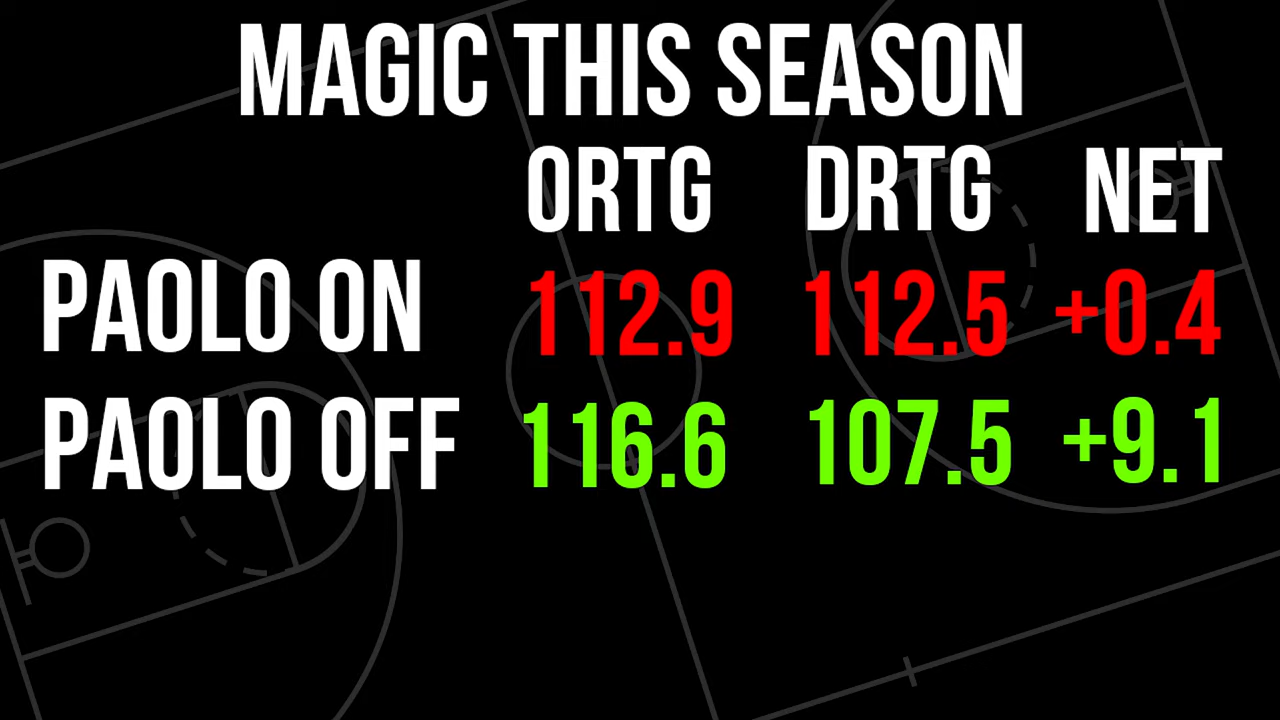 MAGIC THIS SEASON
ORTG DRTG NET
PAOLO ON 112.9 112.5 +0.4
PAOLO OFF 116.6 107.5 +9.1